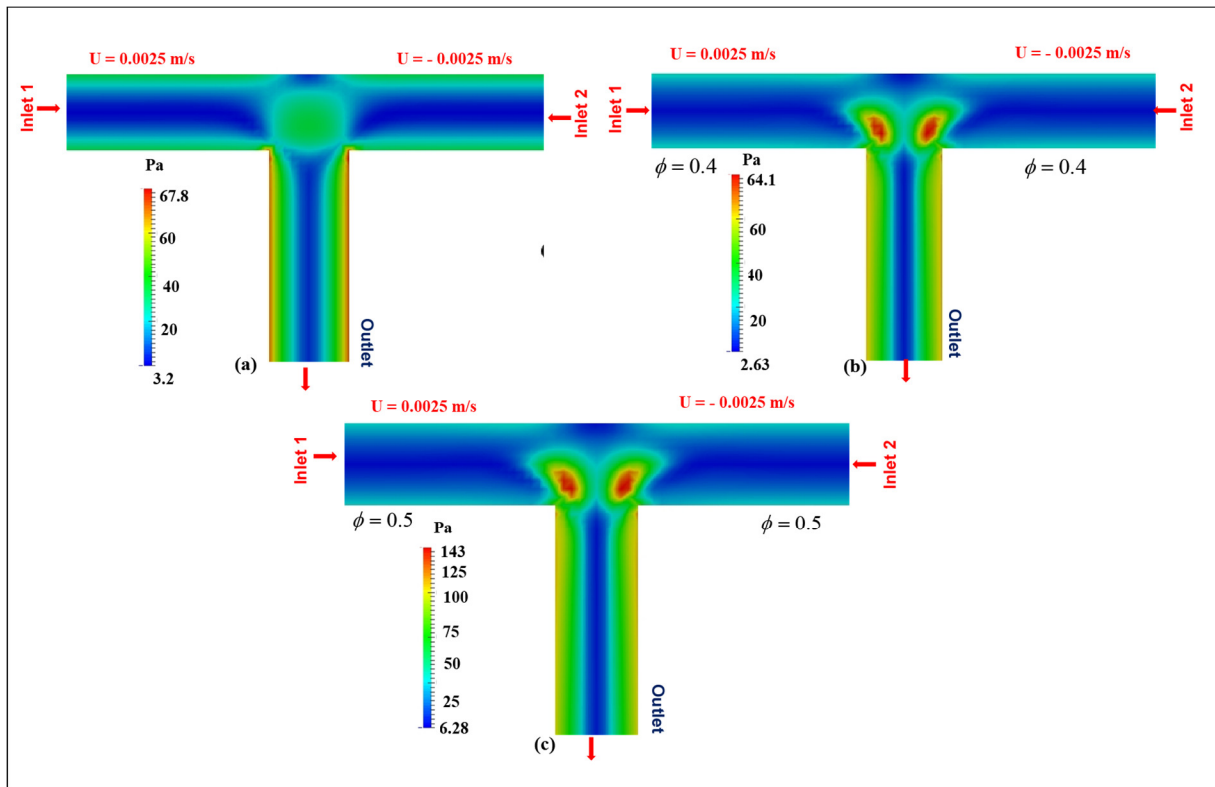 U = 0.0025 m/s
U = - 0.0025 m/s
Inlet 1
Inlet 2
Pa
67.8
60
40
20
3.2
Outlet
(a)
U = 0.0025 m/s
U = - 0.0025 m/s
Inlet 1
Inlet 2
ϕ = 0.4
ϕ = 0.4
Pa
64.1
60
40
20
2.63
Outlet
(b)
U = 0.0025 m/s
U = - 0.0025 m/s
Inlet 1
Inlet 2
ϕ = 0.5
ϕ = 0.5
Pa
143
125
100
75
50
25
6.28
Outlet
(c)